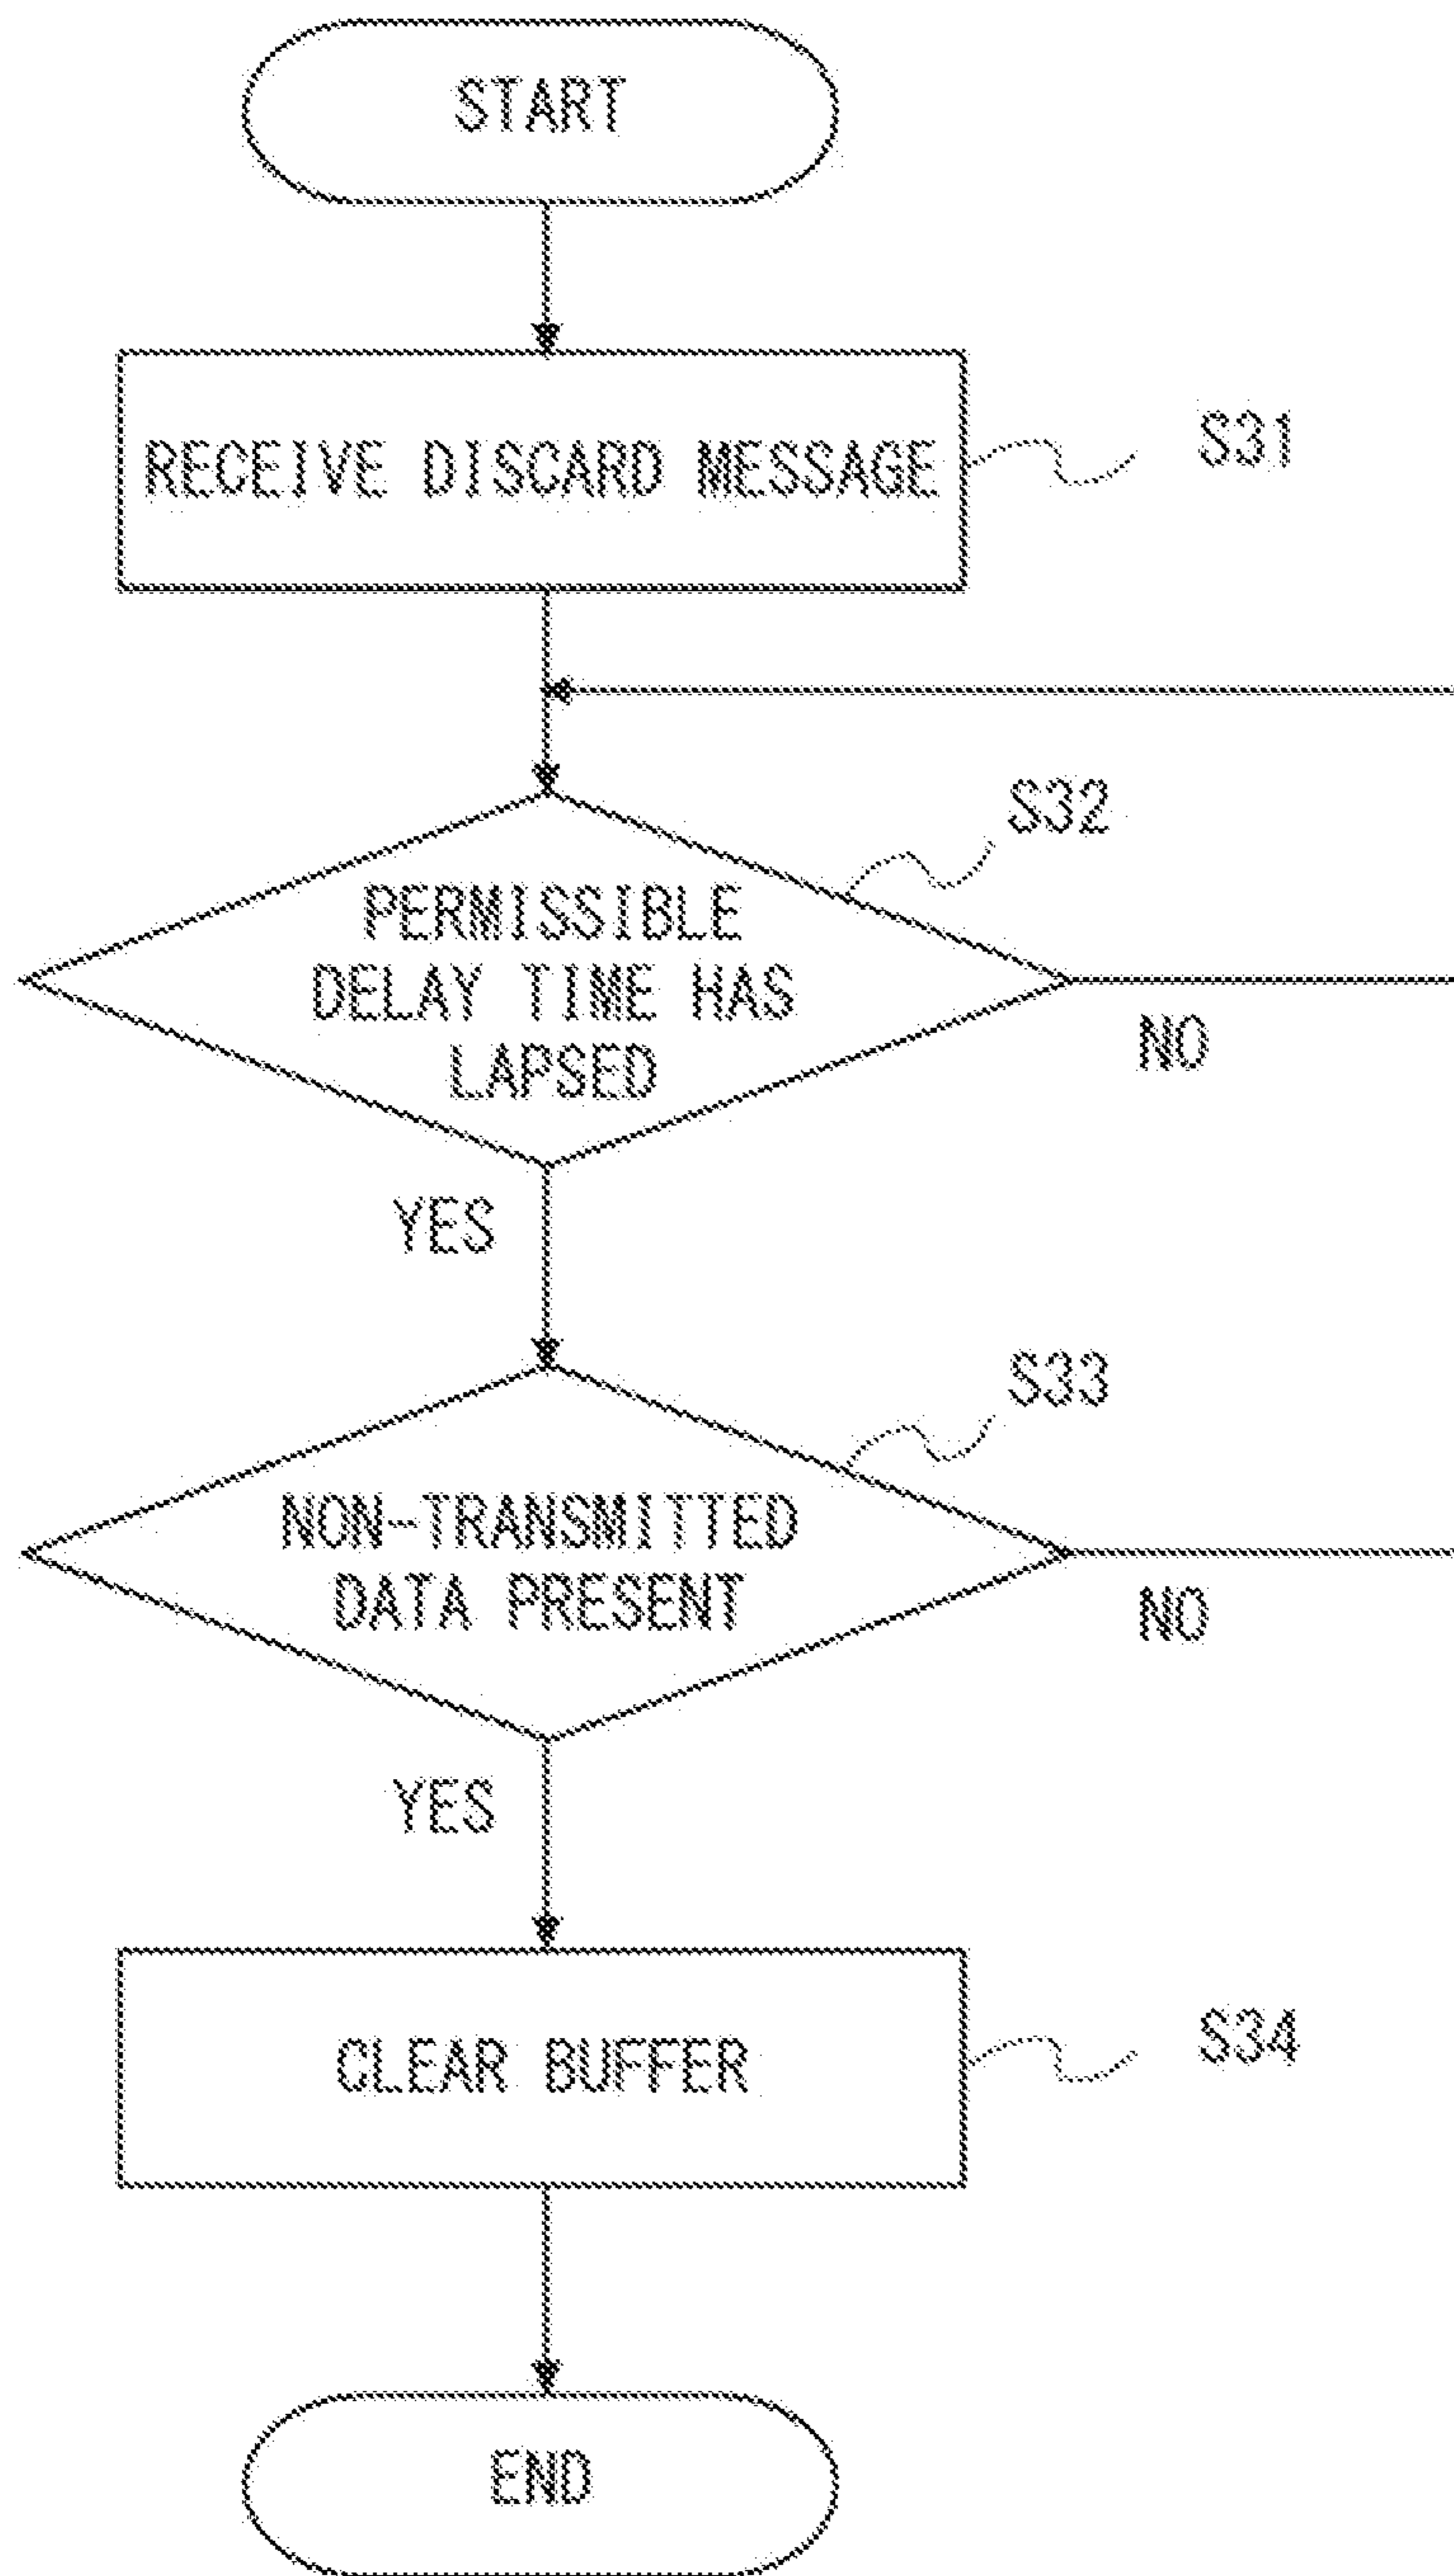 START
RECEIVE DISCARD MESSAGE
S31
S32
PERMISSIBLE
DELAY TIME HAS
LAPSED
NO
YES
S33
NON-TRANSMITTED
DATA PRESENT
NO
YES
CLEAR BUFFER
S34
END